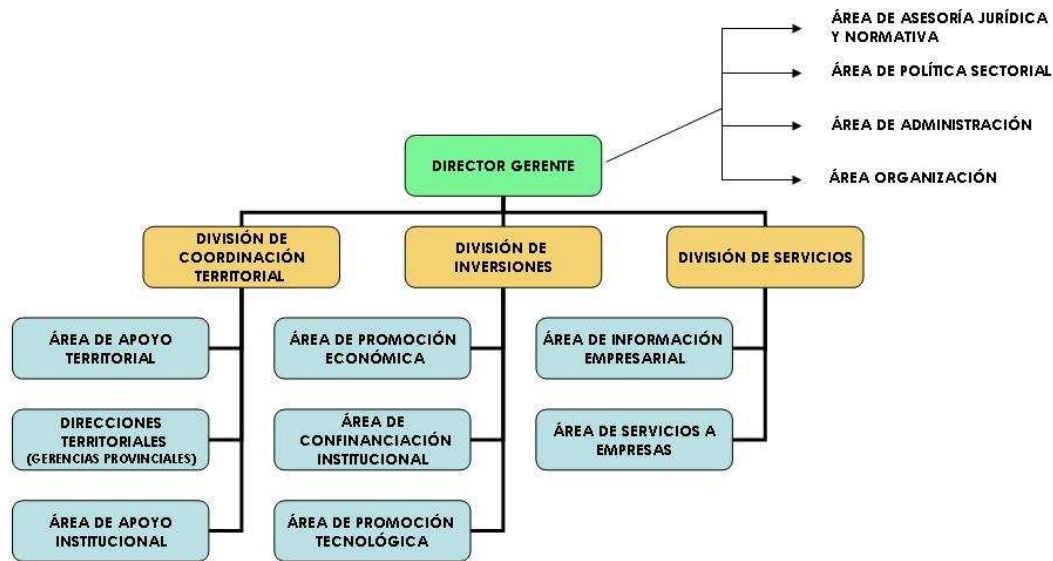 ÁREA DE ASESORÍA JURÍDICA
Y NORMATIVA
ÁREA DE POLÍTICA SECTORIAL
ÁREA DE ADMINISTRACIÓN
ÁREA ORGANIZACIÓN
DIRECTOR GERENTE
DIVISIÓN DE
COORDINACIÓN
TERRITORIAL
DIVISIÓN DE
INVERSIONES
DIVISIÓN DE SERVICIOS
ÁREA DE APOYO
TERRITORIAL
ÁREA DE PROMOCIÓN
ECONÓMICA
ÁREA DE INFORMACIÓN
EMPRESARIAL
DIRECCIONES
TERRITORIALES
(GERENCIAS PROVINCIALES)
ÁREA DE
CONFINANCIACIÓN
INSTITUCIONAL
ÁREA DE SERVICIOS A
EMPRESAS
ÁREA DE APOYO
INSTITUCIONAL
ÁREA DE PROMOCIÓN
TECNOLÓGICA